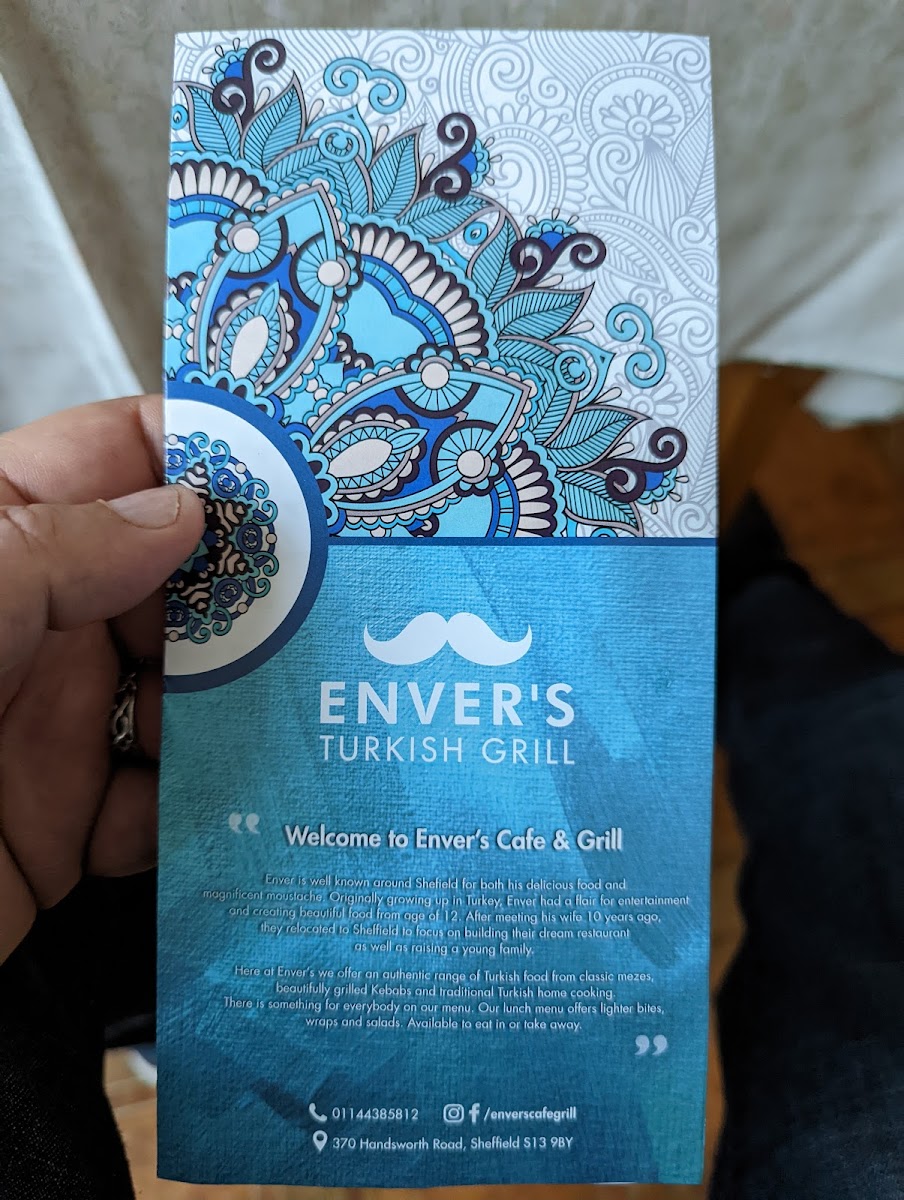 ENVER'S
TURKISH GRILL
“
Welcome to Enver's Cafe & Grill
Enver is well known around Shefield for both his delicious food and
magnificent moustache. Originally growing up in Turkey, Enver had a flair for entertainment
and creating beautiful food from age of 12. After meeting his wife 10 years ago,
they relocated to Sheffield to focus on building their dream restaurant
as well as raising a young family.
Here at Enver's we offer an authentic range of Turkish food from classic mezes,
beautifully grilled Kebabs and traditional Turkish home cooking.
There is something for everybody on our menu. Our lunch menu offers lighter bites,
wraps and salads. Available to eat in or take away.
”
01144385812 f /enverscafegrill
370 Handsworth Road, Sheffield S13 9BY